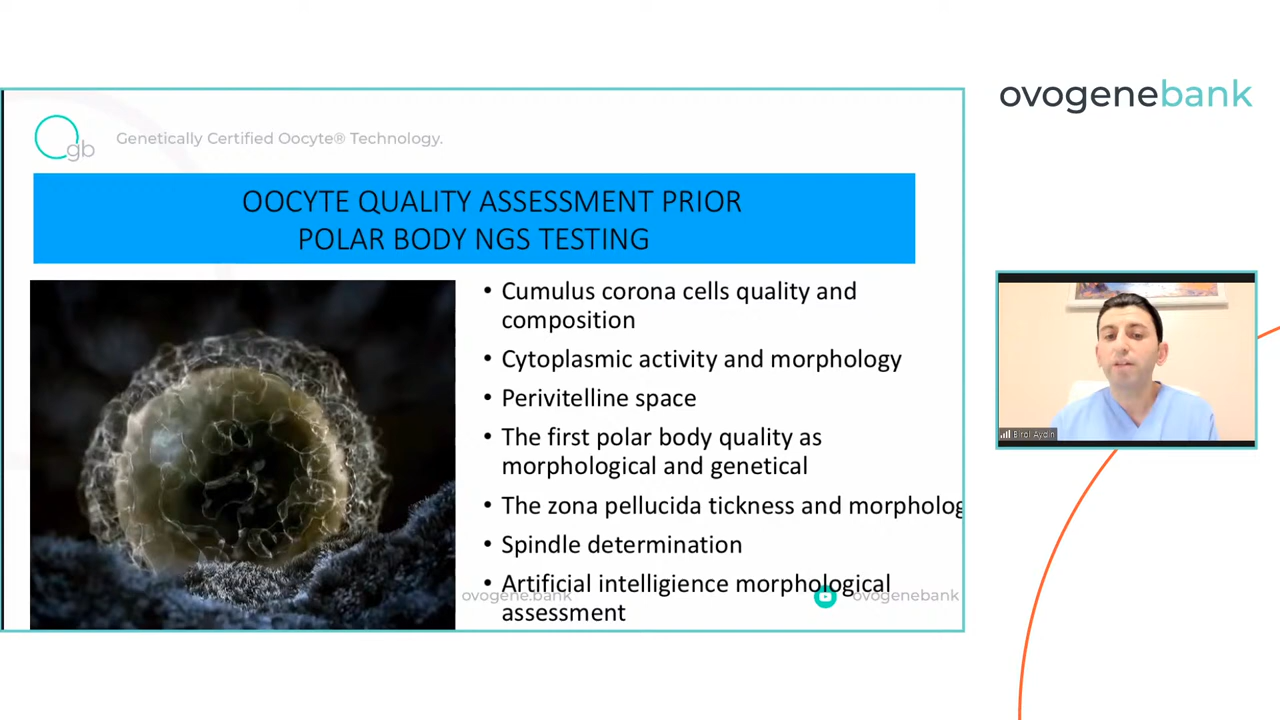 ovogenebank
gb
Genetically Certified Oocyte® Technology.
OOCYTE QUALITY ASSESSMENT PRIOR
POLAR BODY NGS TESTING
• Cumulus corona cells quality and
composition
• Cytoplasmic activity and morphology
• Perivitelline space
• The first polar body quality as
morphological and genetical
• The zona pellucida tickness and morpholog
• Spindle determination
• Artificial intelligience morphological
assessment
ovogene.bank
ovogenebank
Birol Aydin